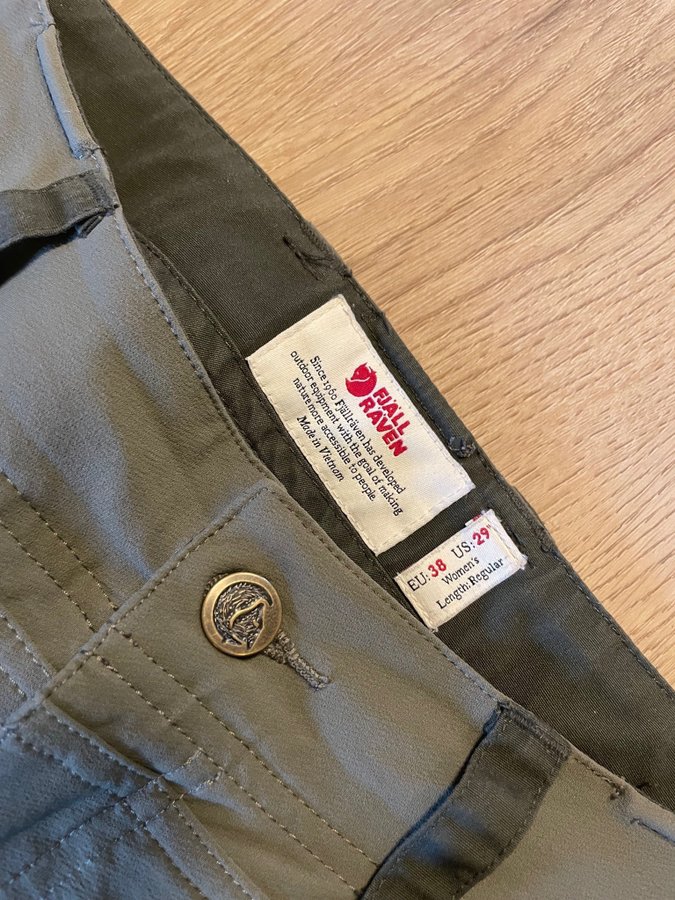 FJÄLL
RÄVEN
Since 1960 Fjällräven has developed
outdoor equipment with the goal of making
nature more accessible to people.
Made in Vietnam
EU: 38 US: 29"
Women's
Length: Regular